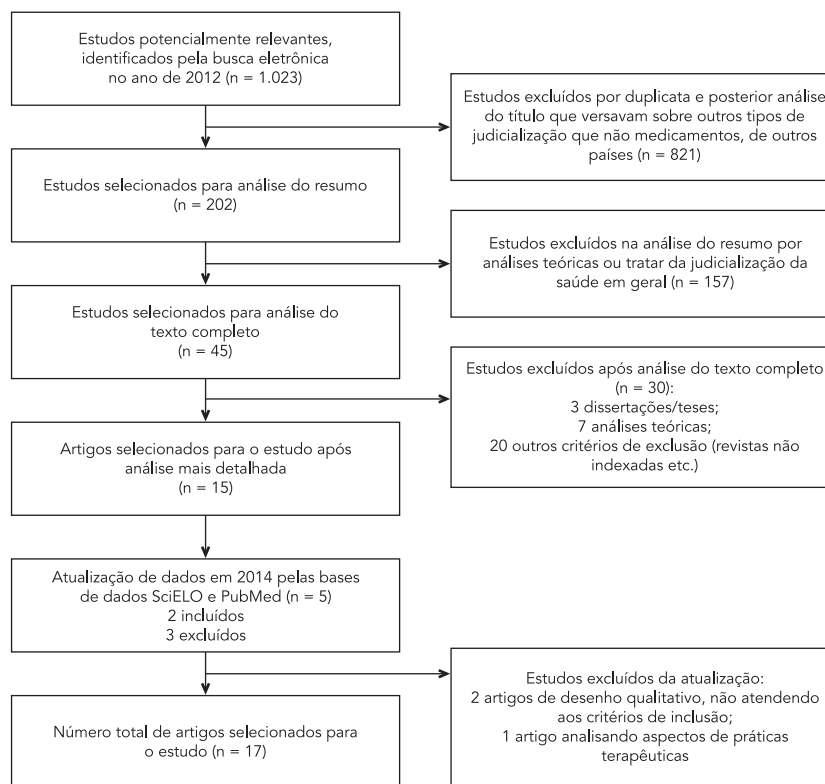 Estudos potencialmente relevantes,
identificados pela busca eletrônica
no ano de 2012 (n = 1.023)
Estudos excluídos por duplicata e posterior análise
do título que versavam sobre outros tipos de
judicialização que não medicamentos, de outros
países (n = 821)
Estudos selecionados para análise do resumo
(n = 202)
Estudos excluídos na análise do resumo por
análises teóricas ou tratar da judicialização da
saúde em geral (n = 157)
Estudos selecionados para análise do
texto completo
(n = 45)
Estudos excluídos após análise do texto completo
(n = 30):
3 dissertações/teses;
7 análises teóricas;
20 outros critérios de exclusão (revistas não
indexadas etc.)
Artigos selecionados para o estudo após
análise mais detalhada
(n = 15)
Atualização de dados em 2014 pelas bases
de dados SciELO e PubMed (n = 5)
2 incluídos
3 excluídos
Estudos excluídos da atualização:
2 artigos de desenho qualitativo, não atendendo
aos critérios de inclusão;
1 artigo analisando aspectos de práticas
terapêuticas
Número total de artigos selecionados para
o estudo (n = 17)